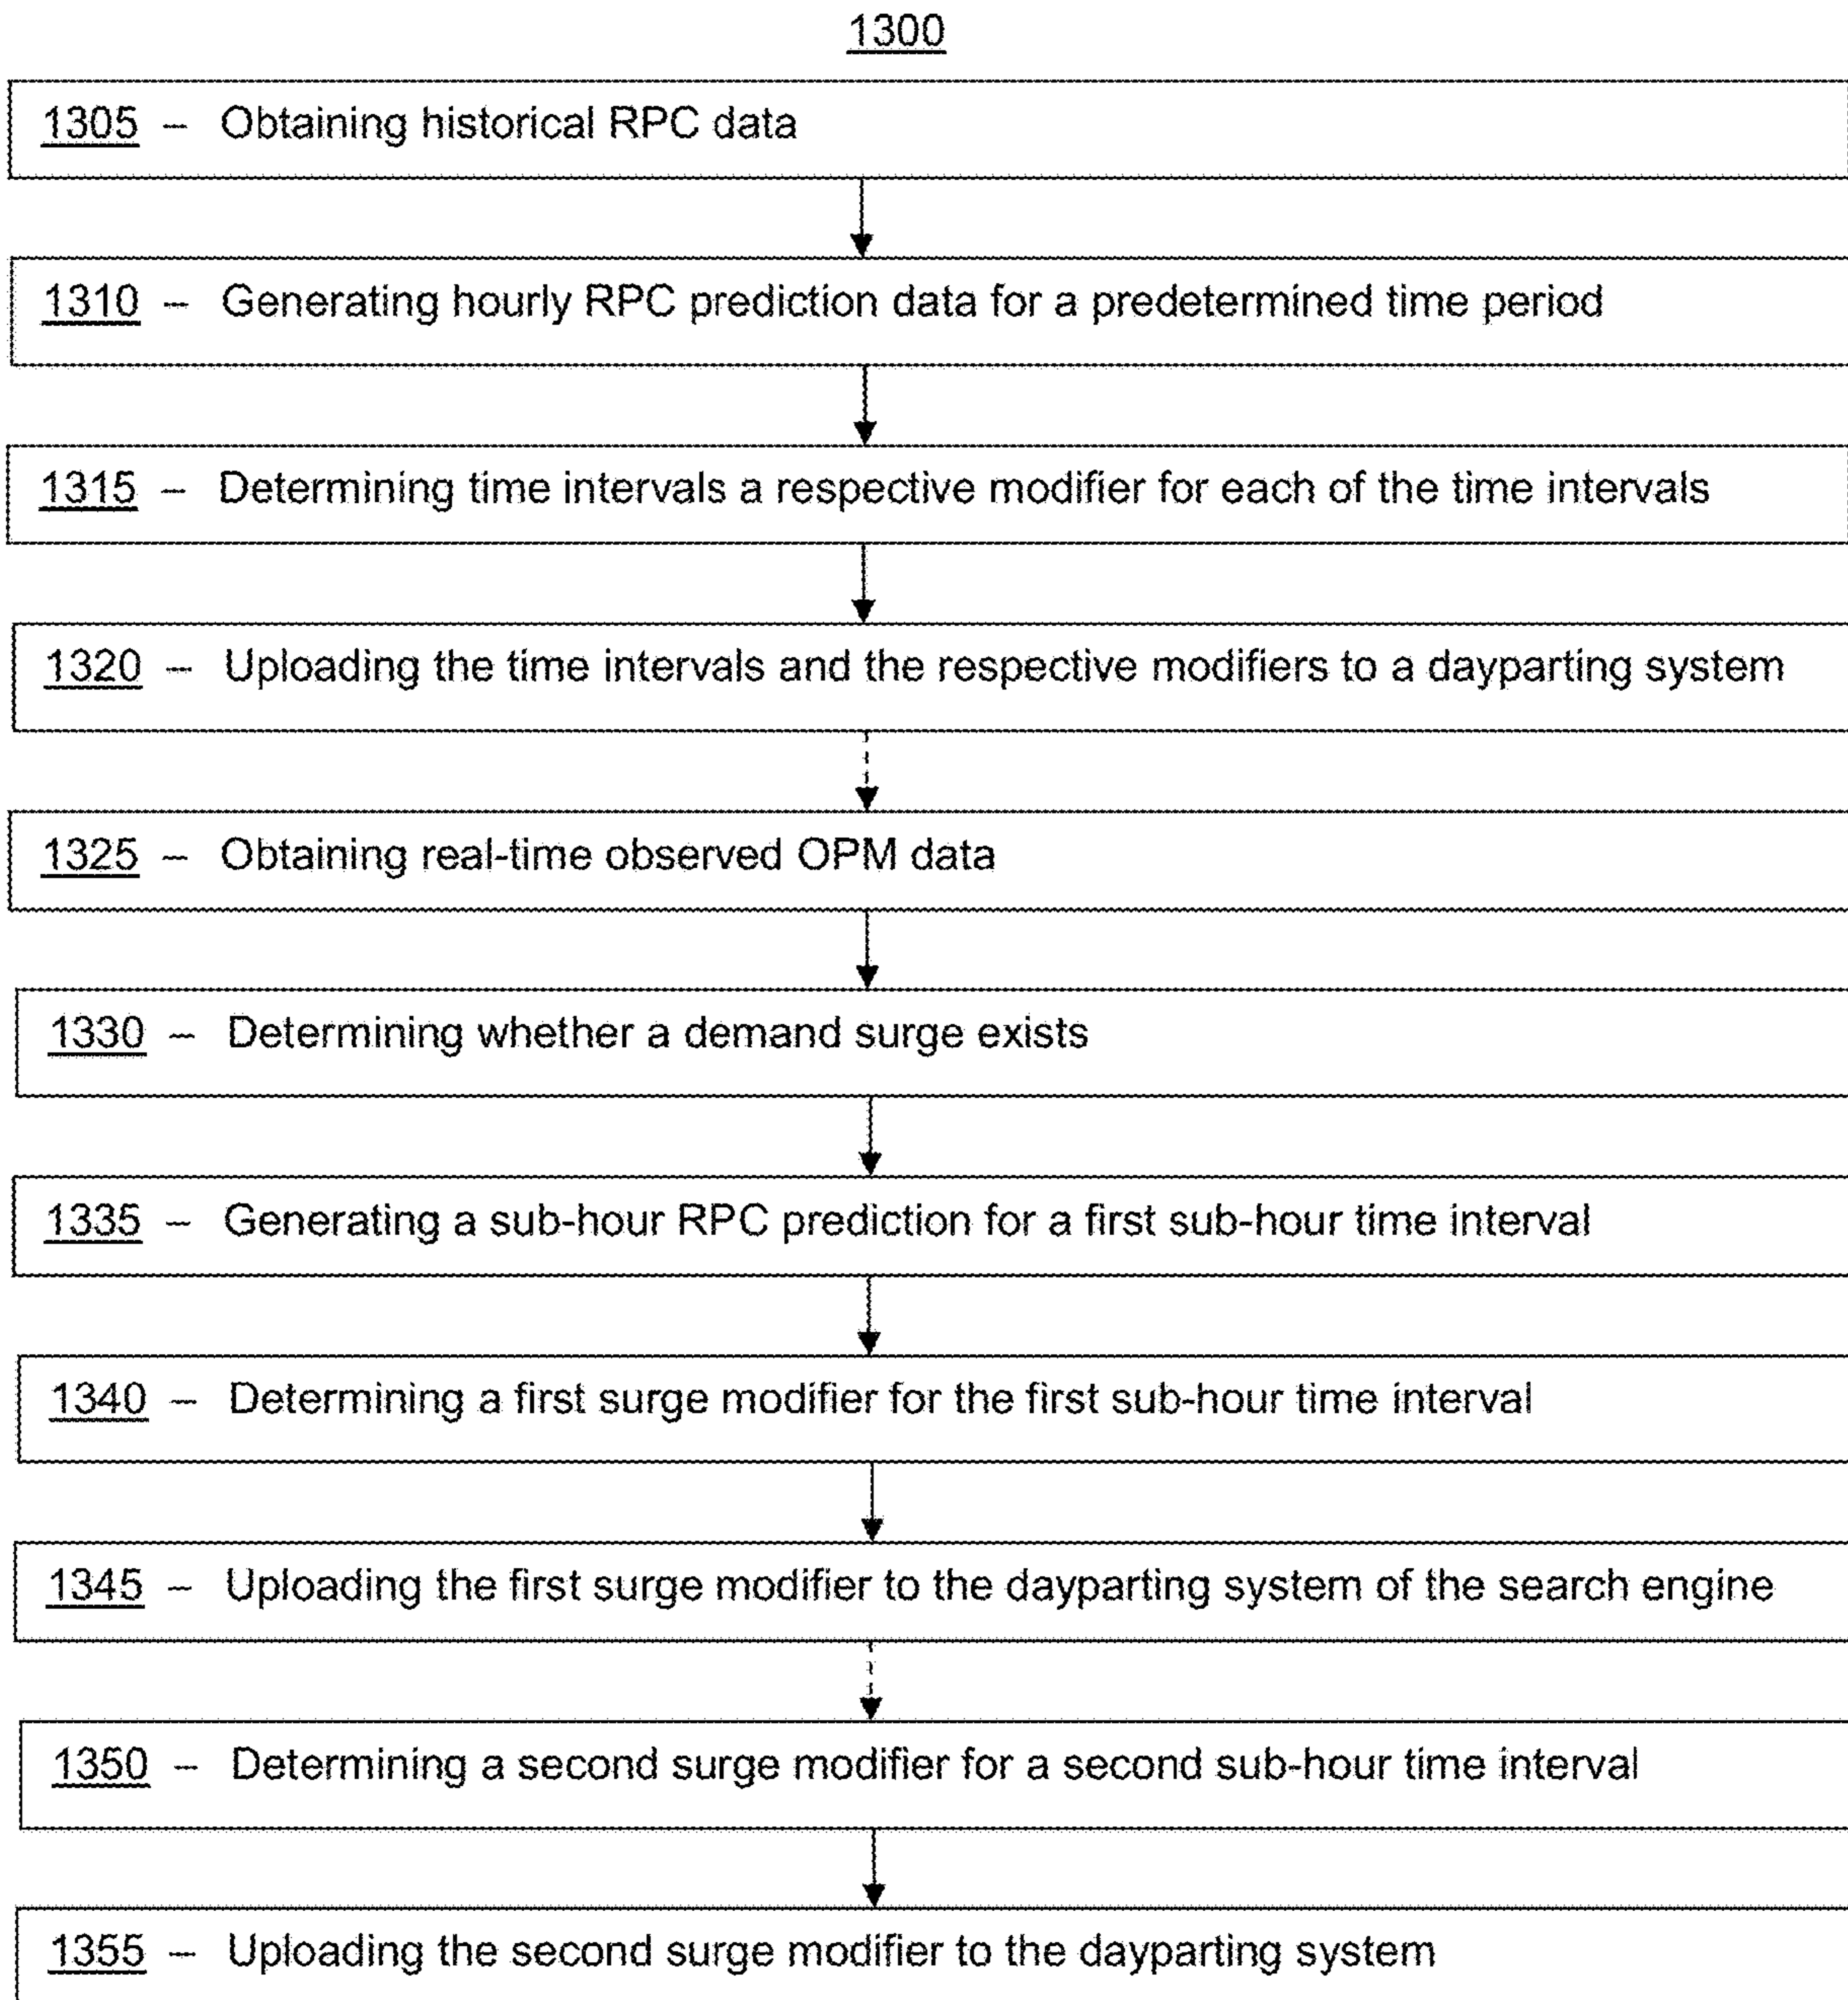 1300
1305 – Obtaining historical RPC data
1310 – Generating hourly RPC prediction data for a predetermined time period
1315 – Determining time intervals a respective modifier for each of the time intervals
1320 – Uploading the time intervals and the respective modifiers to a dayparting system
1325 – Obtaining real-time observed OPM data
1330 – Determining whether a demand surge exists
1335 – Generating a sub-hour RPC prediction for a first sub-hour time interval
1340 – Determining a first surge modifier for the first sub-hour time interval
1345 – Uploading the first surge modifier to the dayparting system of the search engine
1350 – Determining a second surge modifier for a second sub-hour time interval
1355 – Uploading the second surge modifier to the dayparting system